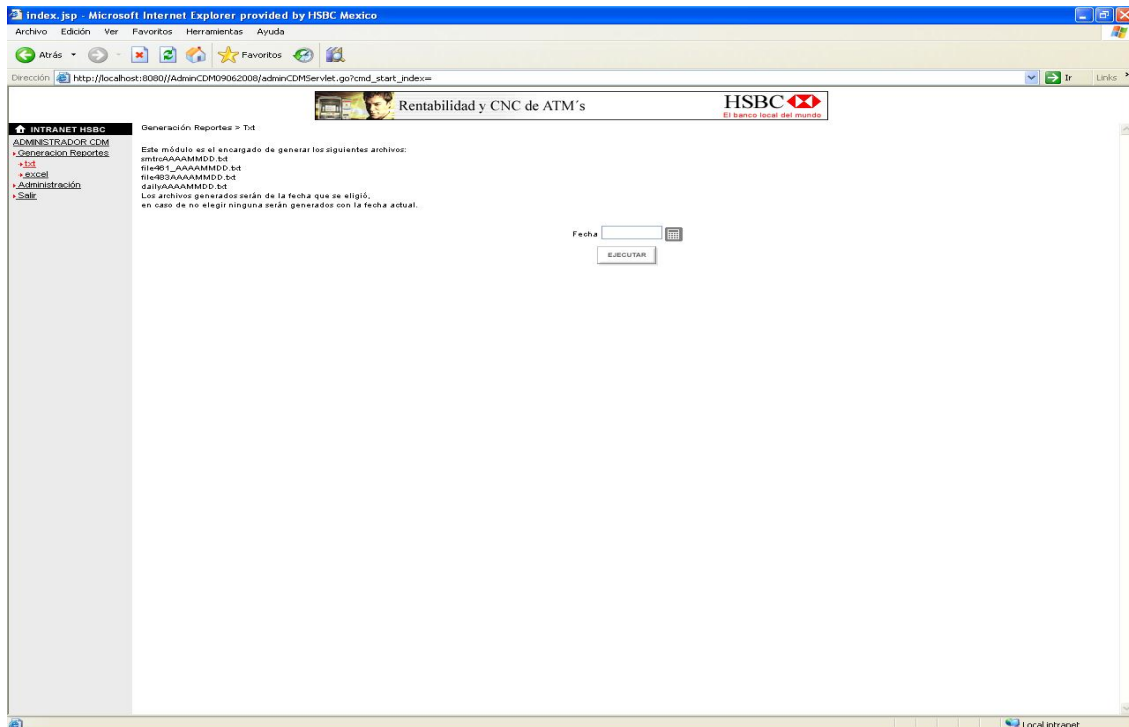 index.jsp - Microsoft Internet Explorer provided by HSBC Mexico
Archivo Edición Ver Favoritos Herramientas Ayuda
Atrás Favoritos
Dirección http://localhost:8080//AdminCDM09062008/adminCDMServlet.go?cmd_start_index= Ir Links
Rentabilidad y CNC de ATM´s HSBC
El banco local del mundo
INTRANET HSBC
ADMINISTRADOR CDM
Generacion Reportes
txt
excel
Administración
Salir
Generación Reportes > Txt
Este módulo es el encargado de generar los siguientes archivos:
smtrcAAAAMMDD.txt
file461_AAAAMMDD.txt
file483AAAAMMDD.txt
dailyAAAAMMDD.txt
Los archivos generados serán de la fecha que se eligió,
en caso de no elegir ninguna serán generados con la fecha actual.
Fecha
EJECUTAR
Local intranet